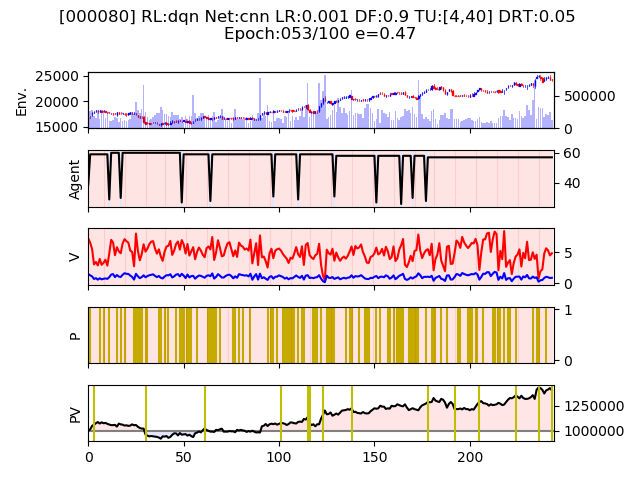 [000080] RL:dqn Net:cnn LR:0.001 DF:0.9 TU:[4,40] DRT:0.05
Epoch:053/100 e=0.47
Env.
25000
20000
15000
500000
0
Agent
60
40
V
5
0
P
1
0
PV
1250000
1000000
0
50
100
150
200